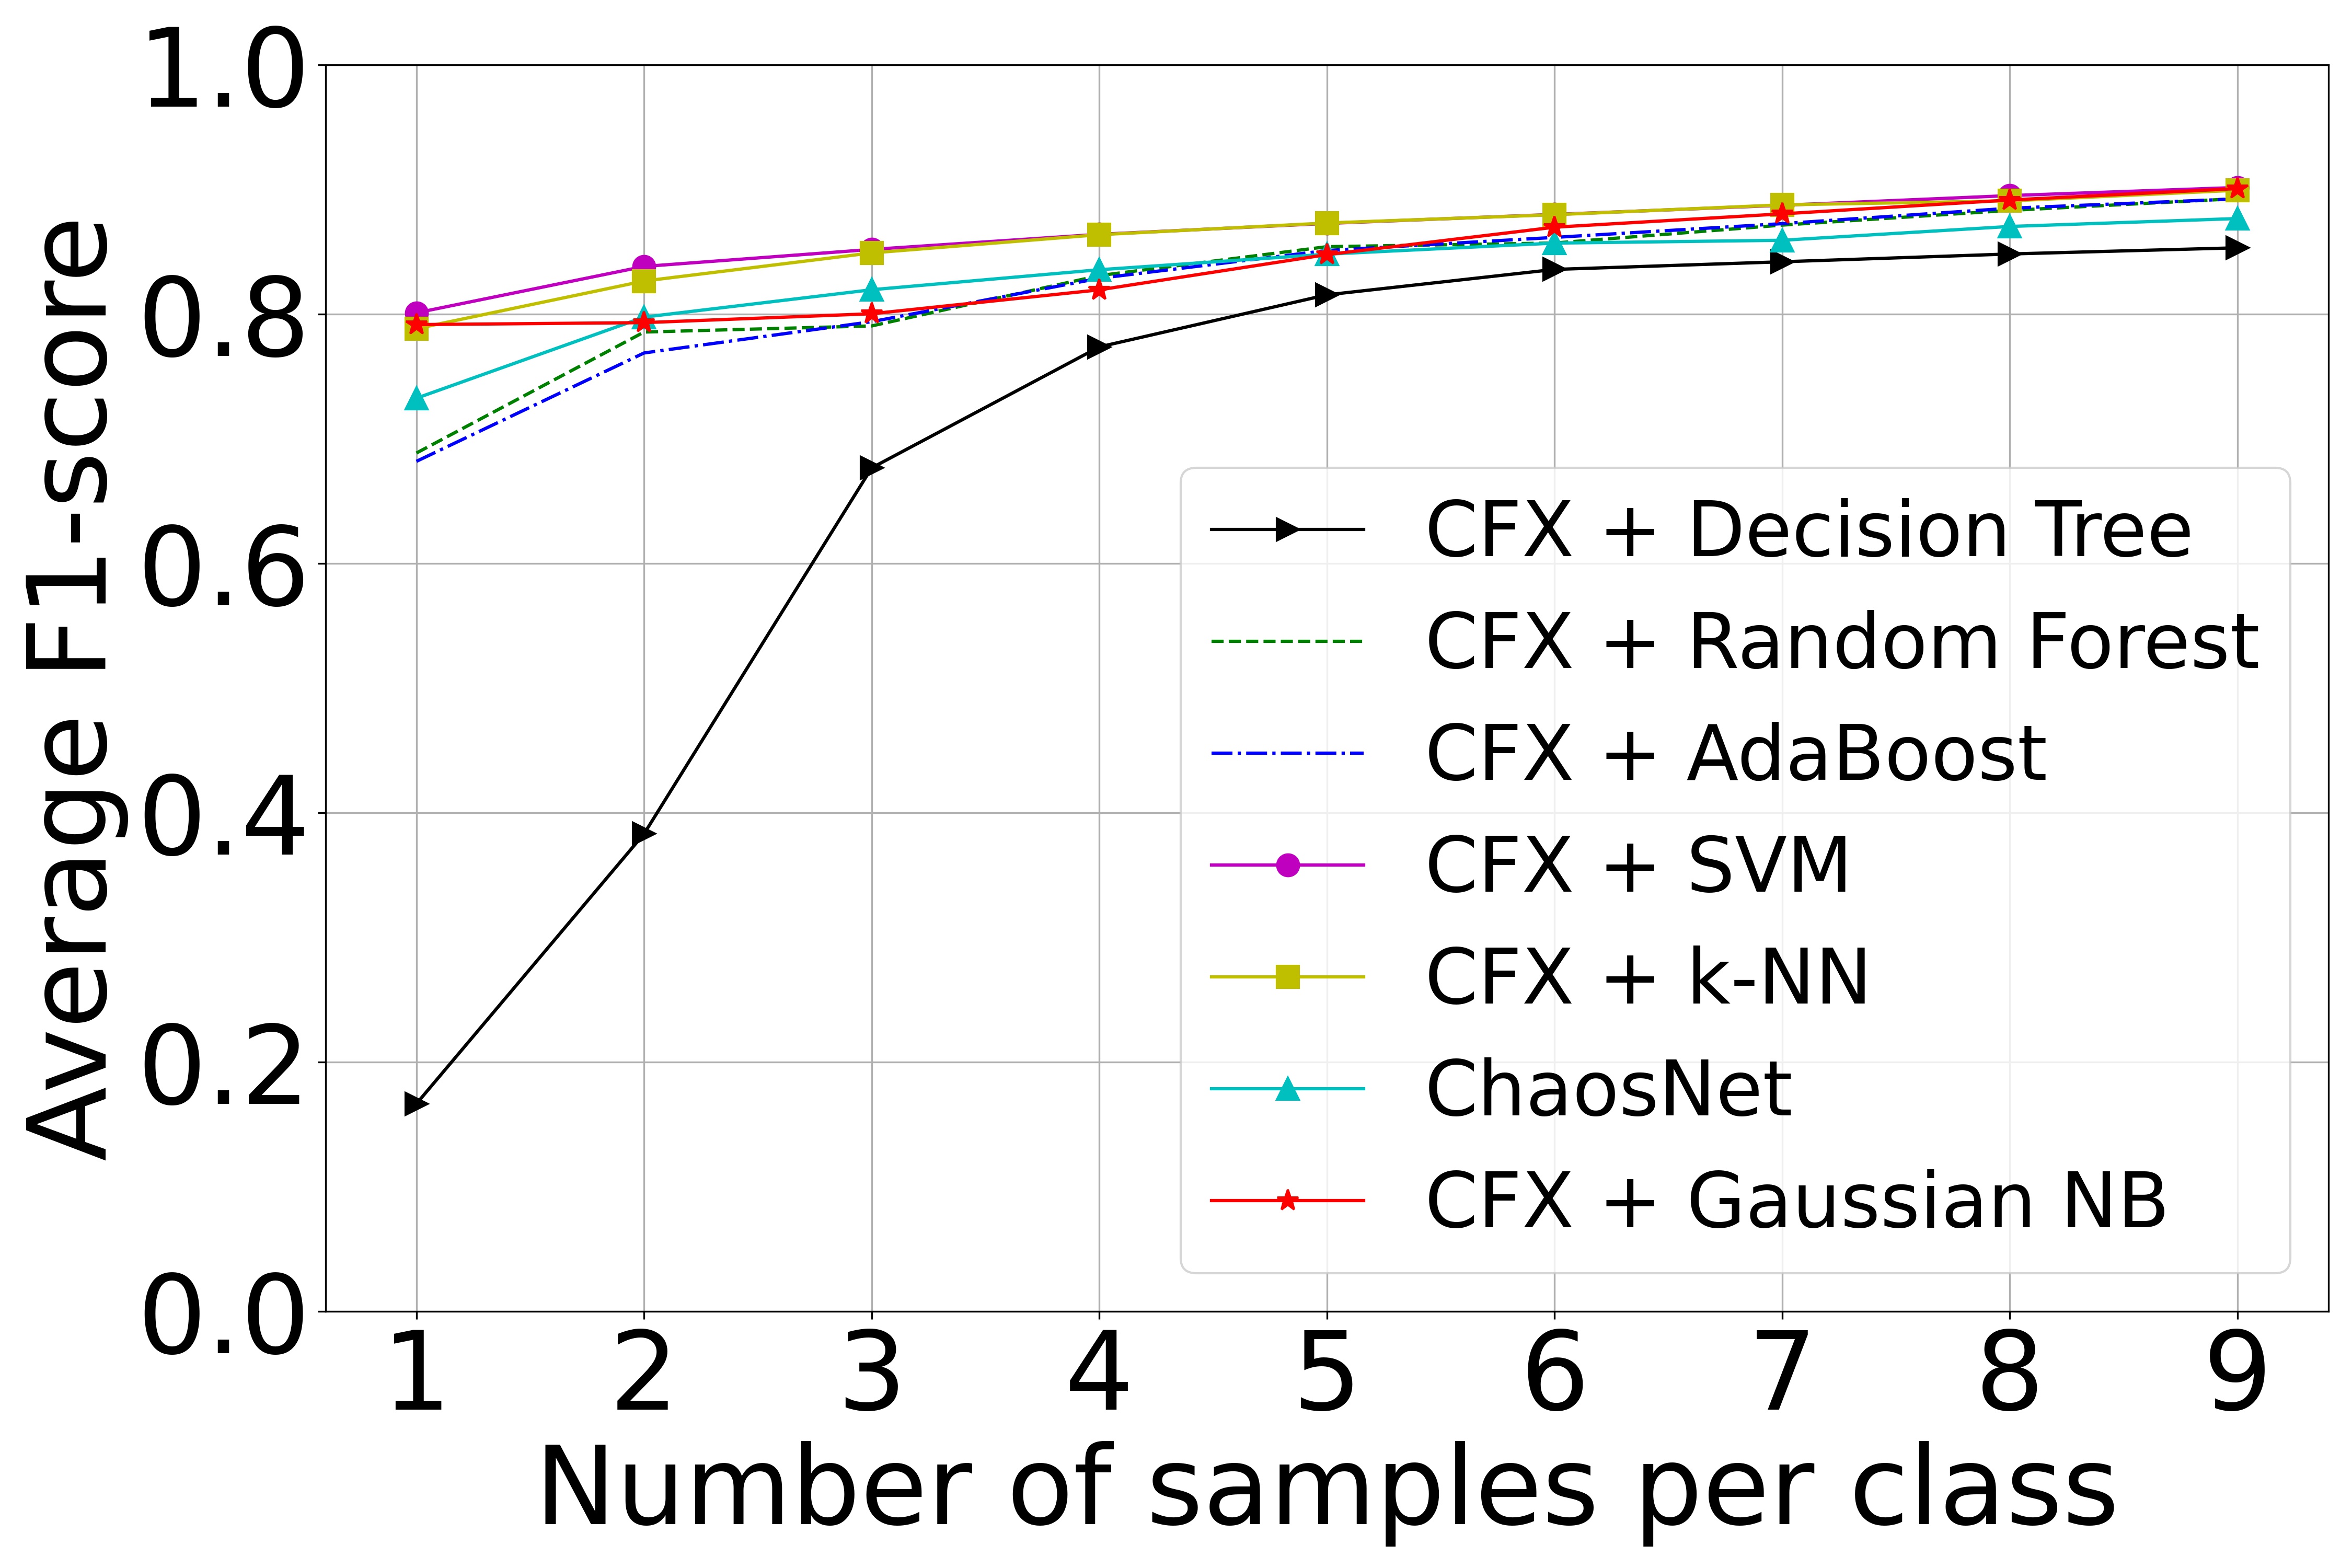 Average F1-score
1.0
0.8
0.6
0.4
0.2
0.0
CFX + Decision Tree
CFX + Random Forest
CFX + AdaBoost
CFX + SVM
CFX + k-NN
ChaosNet
CFX + Gaussian NB
1 2 3 4 5 6 7 8 9
Number of samples per class